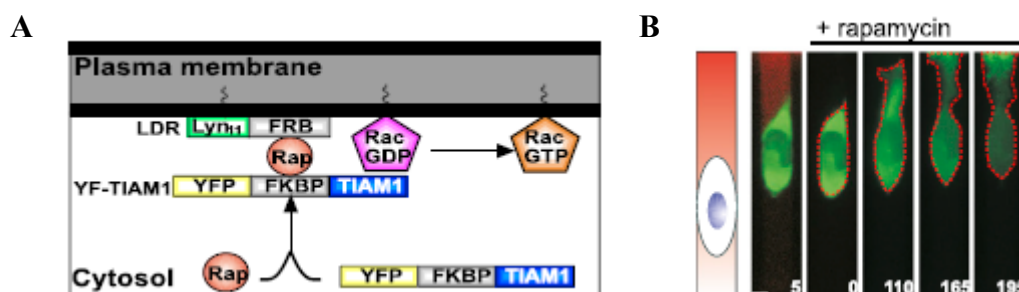 A
Plasma membrane
LDR Lyn11 FRB
Rac GDP
Rac GTP
Rap
YF-TIAM1 YFP FKBP TIAM1
Cytosol Rap YFP FKBP TIAM1
B
+ rapamycin
5 0 110 165 195